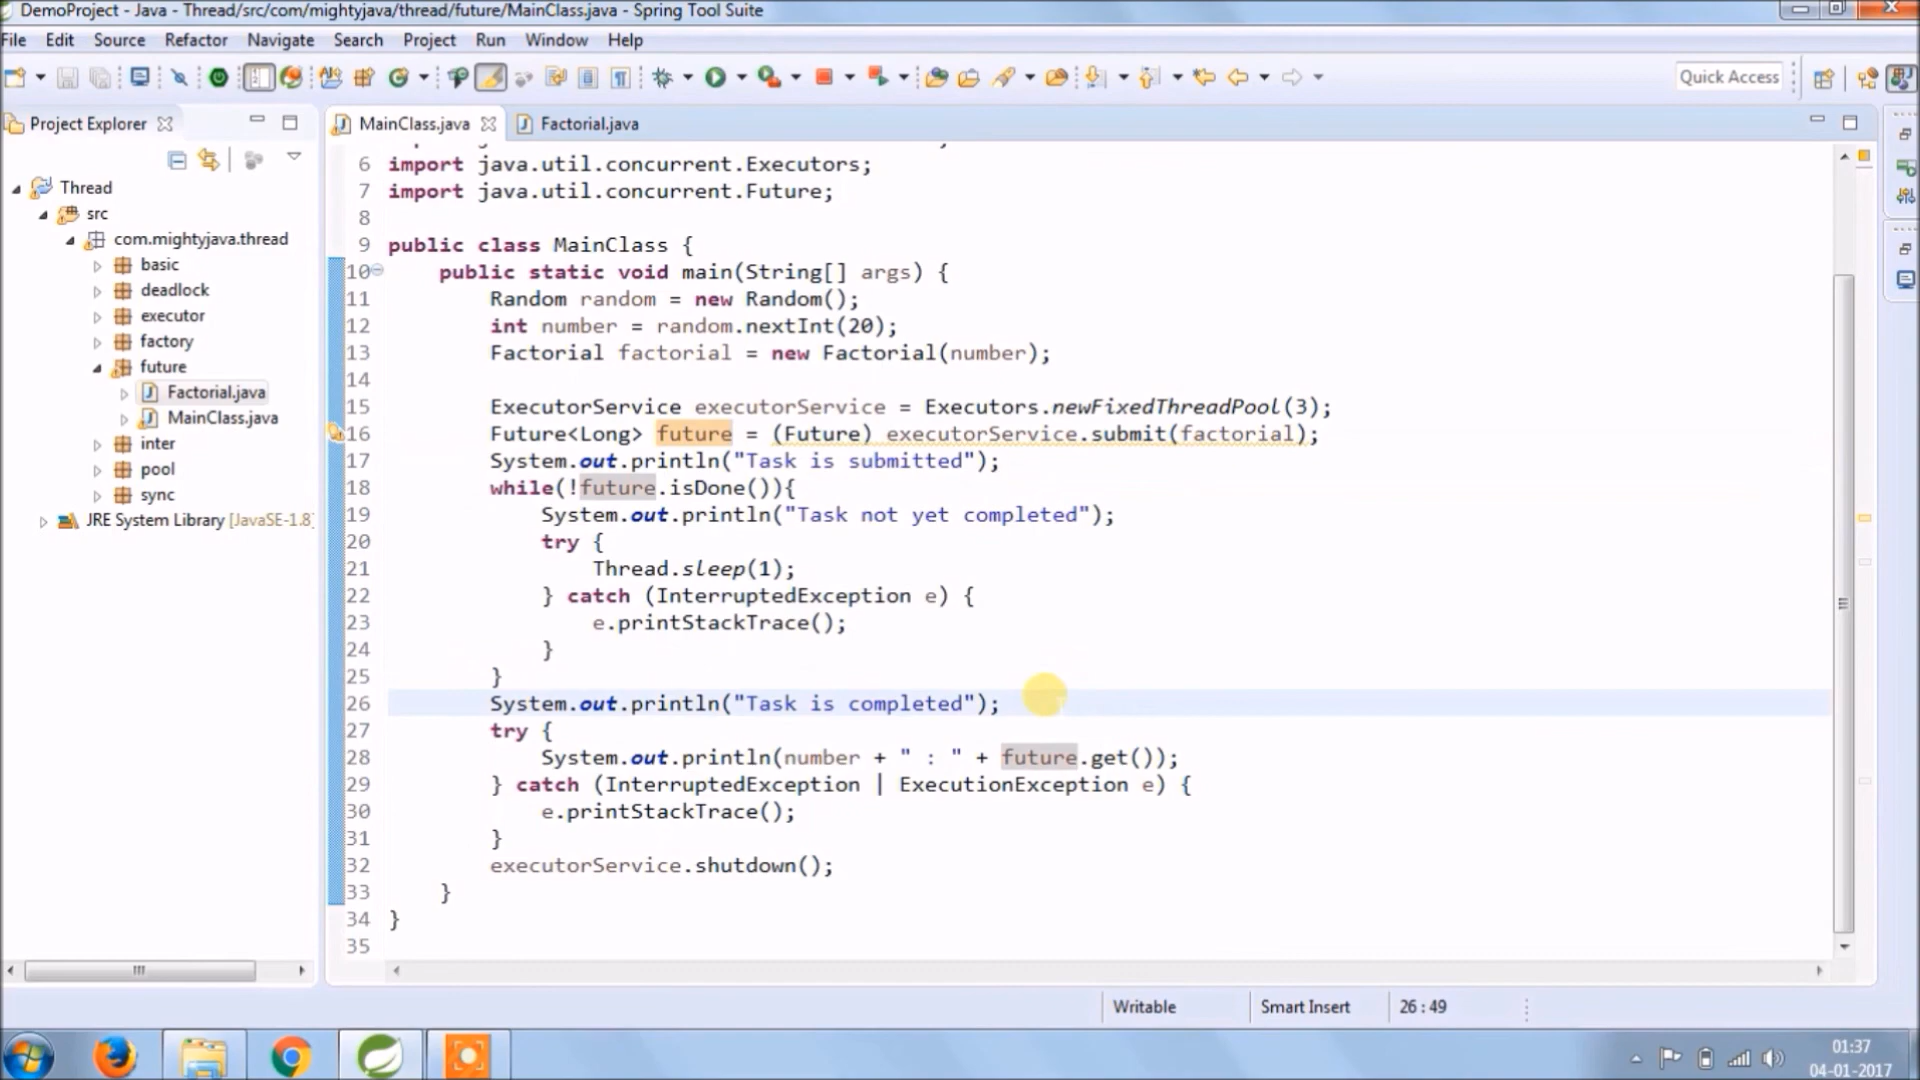 DemoProject - Java - Thread/src/com/mightyjava/thread/future/MainClass.java - Spring Tool Suite
File Edit Source Refactor Navigate Search Project Run Window Help
Quick Access
Project Explorer
MainClass.java
Factorial.java
Thread
src
com.mightyjava.thread
basic
deadlock
executor
factory
future
Factorial.java
MainClass.java
inter
pool
sync
JRE System Library [JavaSE-1.8]
6 import java.util.concurrent.Executors;
7 import java.util.concurrent.Future;
8
9 public class MainClass {
10 public static void main(String[] args) {
11 Random random = new Random();
12 int number = random.nextInt(20);
13 Factorial factorial = new Factorial(number);
14
15 ExecutorService executorService = Executors.newFixedThreadPool(3);
16 Future<Long> future = (Future) executorService.submit(factorial);
17 System.out.println("Task is submitted");
18 while(!future.isDone()){
19 System.out.println("Task not yet completed");
20 try {
21 Thread.sleep(1);
22 } catch (InterruptedException e) {
23 e.printStackTrace();
24 }
25 }
26 System.out.println("Task is completed");
27 try {
28 System.out.println(number + " : " + future.get());
29 } catch (InterruptedException | ExecutionException e) {
30 e.printStackTrace();
31 }
32 executorService.shutdown();
33 }
34 }
35
Writable
Smart Insert
26 : 49
01:37
04-01-2017